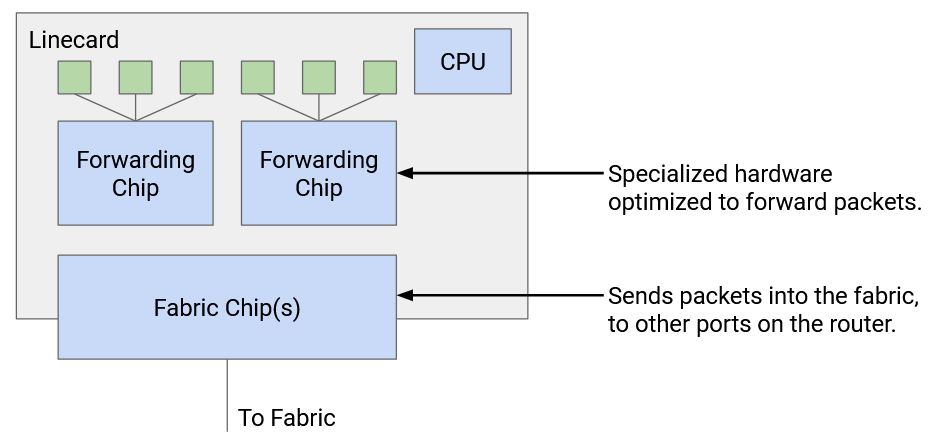 Linecard
CPU
Forwarding
Chip
Forwarding
Chip
Specialized hardware
optimized to forward packets.
Fabric Chip(s)
Sends packets into the fabric,
to other ports on the router.
To Fabric